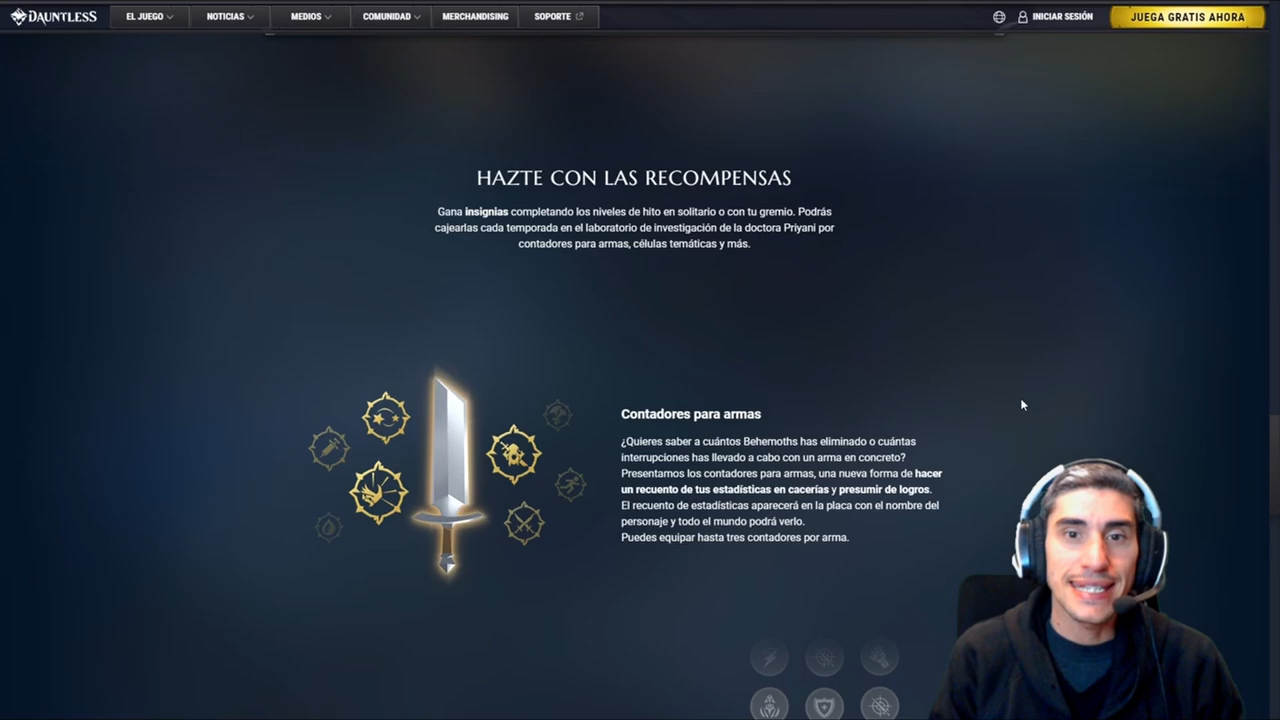 DAUNTLESS
EL JUEGO
NOTICIAS
MEDIOS
COMUNIDAD
MERCHANDISING
SOPORTE
INICIAR SESIÓN
JUEGA GRATIS AHORA
HAZTE CON LAS RECOMPENSAS
Gana insignias completando los niveles de hito en solitario o con tu gremio. Podrás
cajearlas cada temporada en el laboratorio de investigación de la doctora Priyani por
contadores para armas, células temáticas y más.
Contadores para armas
¿Quieres saber a cuántos Behemoths has eliminado o cuántas
interrupciones has llevado a cabo con un arma en concreto?
Presentamos los contadores para armas, una nueva forma de hacer
un recuento de tus estadísticas en cacerías y presumir de logros.
El recuento de estadísticas aparecerá en la placa con el nombre del
personaje y todo el mundo podrá verlo.
Puedes equipar hasta tres contadores por arma.